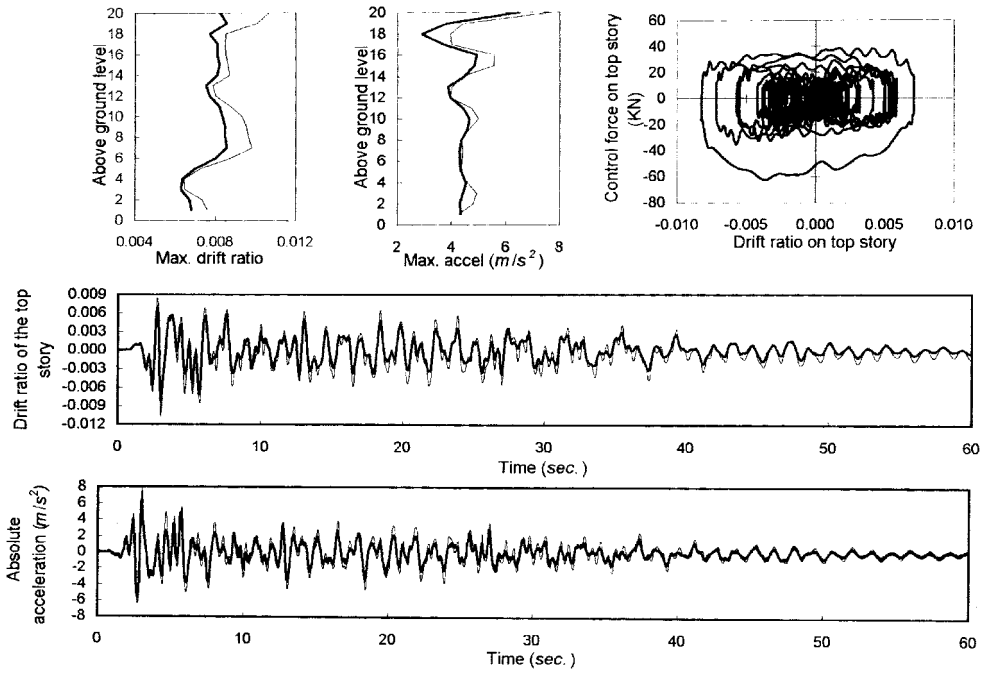 Above ground level
20
18
16
14
12
10
8
6
4
2
0
0.004 0.008 0.012
Max. drift ratio
Above ground level
20
18
16
14
12
10
8
6
4
2
0
2 4 6 8
Max. accel (m/s²)
Control force on top story
(KN)
60
40
20
0
-20
-40
-60
-80
-0.010 -0.005 0.000 0.005 0.010
Drift ratio on top story
Drift ratio of the top
story
0.009
0.006
0.003
0.000
-0.003
-0.006
-0.009
-0.012
0 10 20 30 40 50 60
Time (sec.)
Absolute
acceleration (m/s²)
8
6
4
2
0
-2
-4
-6
-8
0 10 20 30 40 50 60
Time (sec.)